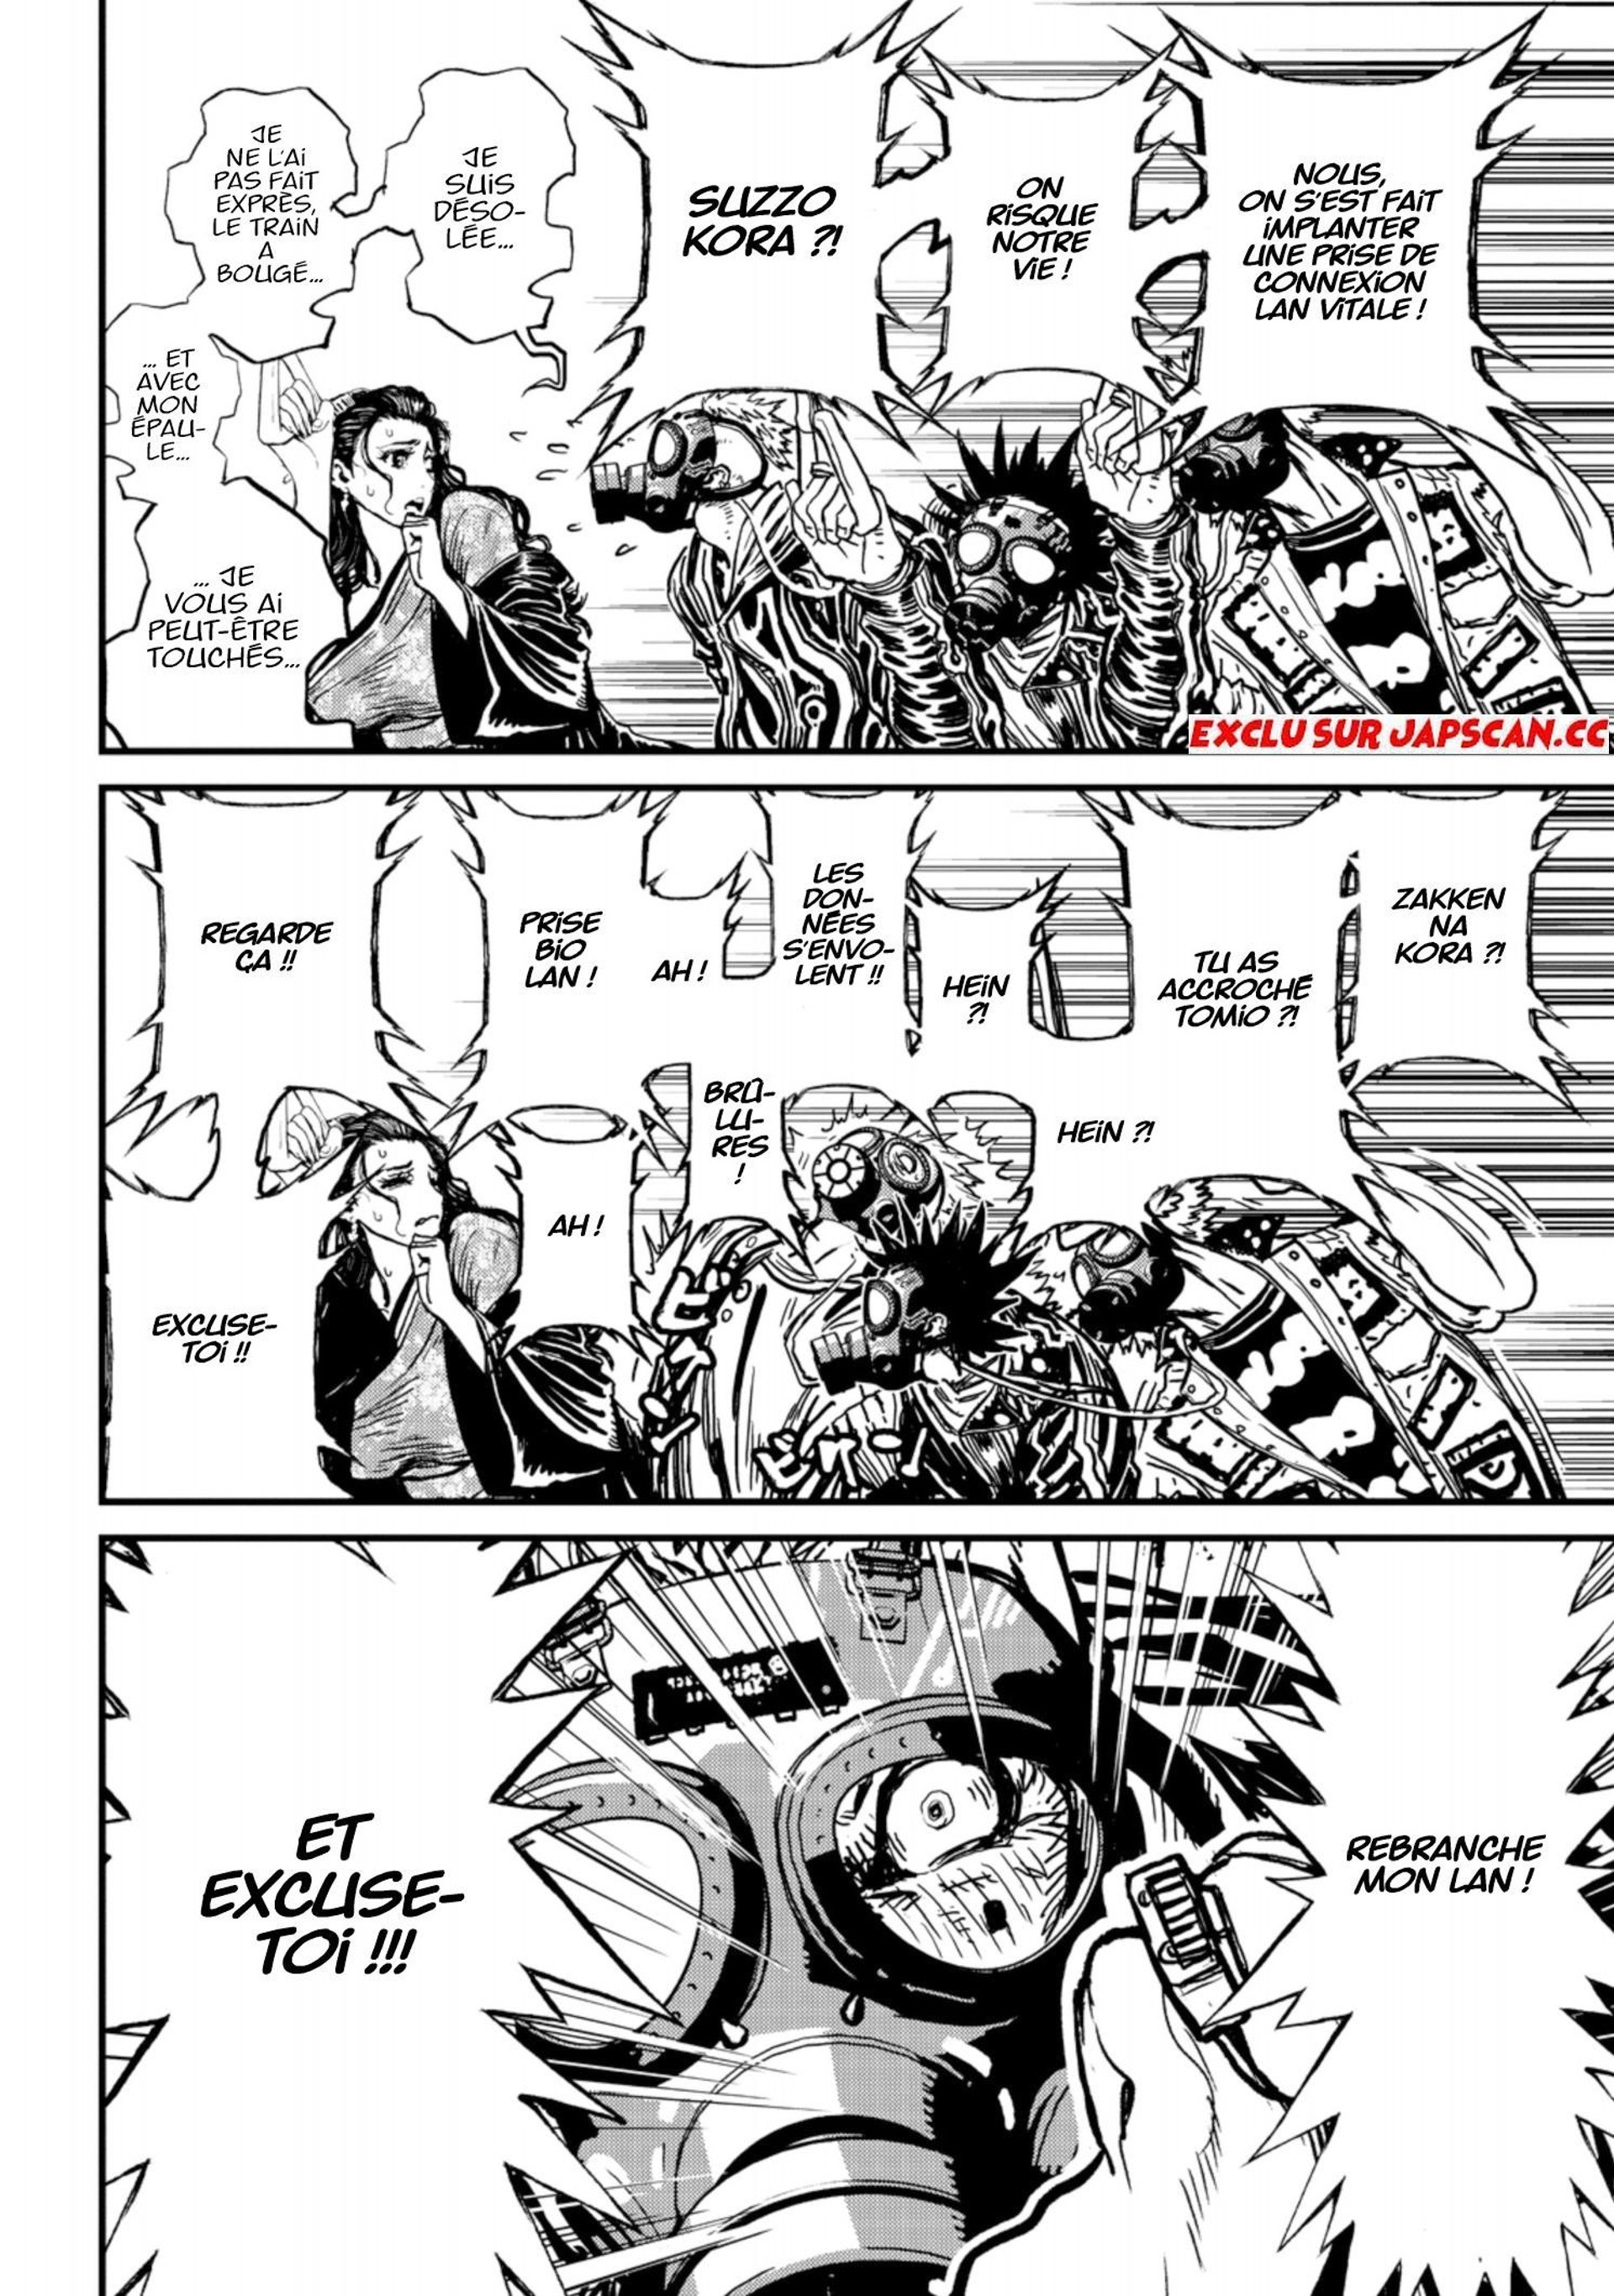 NOUS,
ON S'EST FAIT
IMPLANTER
UNE PRISE DE
CONNEXION
LAN VITALE !
ON
RISQUE
NOTRE
VIE !
SUZZO
KORA ?!
JE
SUIS
DÉSO-
LÉE...
JE
NE L'AI
PAS FAIT
EXPRÈS,
LE TRAIN
A
BOUGÉ...
... ET
AVEC
MON
ÉPAU-
LE...
... JE
VOUS AI
PEUT-ÊTRE
TOUCHÉS...
EXCLU SUR JAPSCAN.CC
ZAKKEN
NA
KORA ?!
TU AS
ACCROCHÉ
TOMIO ?!
HEIN ?!
HEIN
?!
LES
DON-
NÉES
S'ENVO-
LENT !!
BRÛ-
LU-
RES
!
AH !
PRISE
BIO
LAN !
AH !
REGARDE
ÇA !!
EXCUSE-
TOI !!
REBRANCHE
MON LAN !
ET
EXCUSE-
TOI !!!